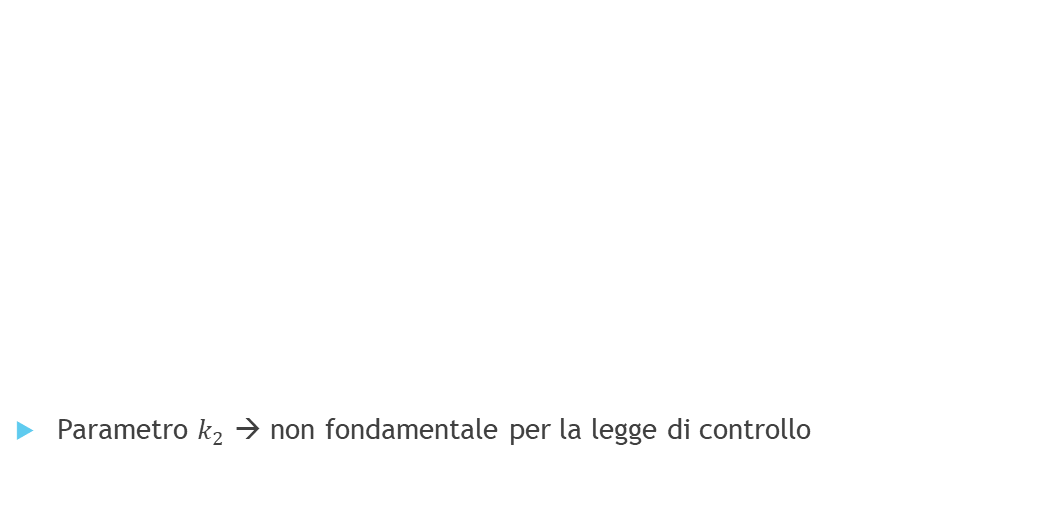 ▶ Parametro k₂ → non fondamentale per la legge di controllo